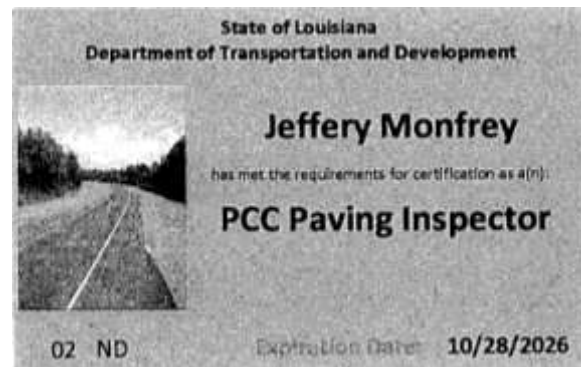 State of Louisiana
Department of Transportation and Development
Jeffery Monfrey
has met the requirements for certification as a(n):
PCC Paving Inspector
02 ND
Expiration Date: 10/28/2026